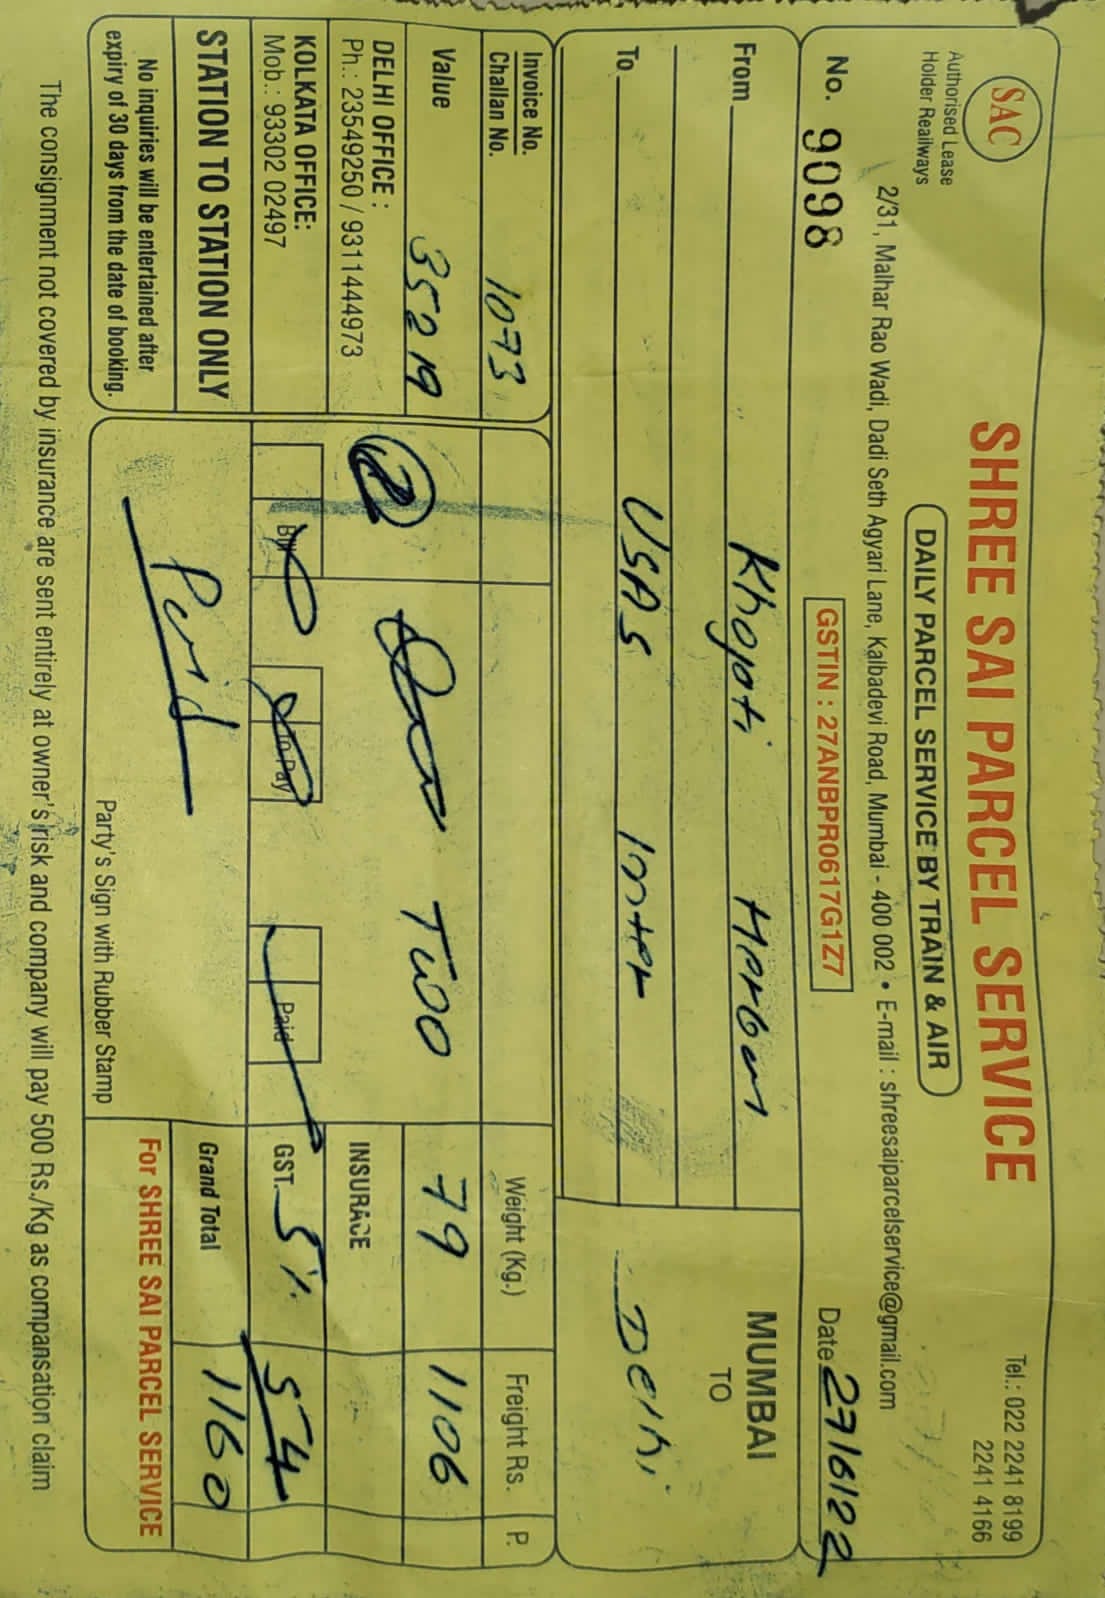 SAC
Authorised Lease
Holder Reailways
SHREE SAI PARCEL SERVICE
DAILY PARCEL SERVICE BY TRAIN & AIR
Tel.: 022 2241 8199
2241 4166
2/31, Malhar Rao Wadi, Dadi Seth Agyari Lane, Kalbadevi Road, Mumbai - 400 002 • E-mail : shreesaiparcelservice@gmail.com
No. 9098
GSTIN : 27ANBPR0617G1Z7
Date 27/6/22
From Khojati Herbal
MUMBAI
TO
To USAS Inter
Delhi
Invoice No.
Challan No. 1073
Weight (Kg.)
Freight Rs.
P.
Value 35219
2 TWO
79
1106
DELHI OFFICE :
Ph.: 23549250 / 9311444973
INSURACE
KOLKATA OFFICE:
Mob.: 93302 02497
To Pay
Paid
GST. 5%
54
STATION TO STATION ONLY
Paid
Grand Total
1160
No inquiries will be entertained after
expiry of 30 days from the date of booking.
Party's Sign with Rubber Stamp
For SHREE SAI PARCEL SERVICE
The consignment not covered by insurance are sent entirely at owner's risk and company will pay 500 Rs./Kg as compansation claim